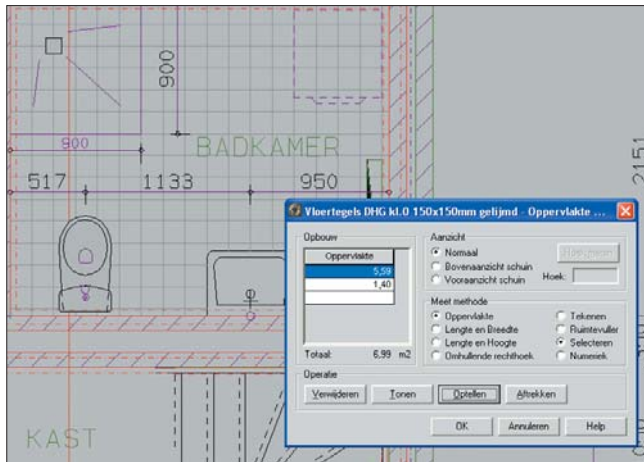 900
BADKAMER
900
517 1133 950
2151
Vloertegels DHG kl.0 150x150mm gelijmd - Oppervlakte ...
Opbouw
Oppervlakte
5,59
1,40
Totaal: 6,99 m2
Aanzicht
Normaal
Bovenaanzicht schuin
Vooraanzicht schuin
Hoek:
Meet methode
Oppervlakte
Lengte en Breedte
Lengte en Hoogte
Omhullende rechthoek
Tekenen
Ruimtevuller
Selecteren
Numeriek
Operatie
Verwijderen Tonen Optellen Aftrekken
OK Annuleren Help
KAST